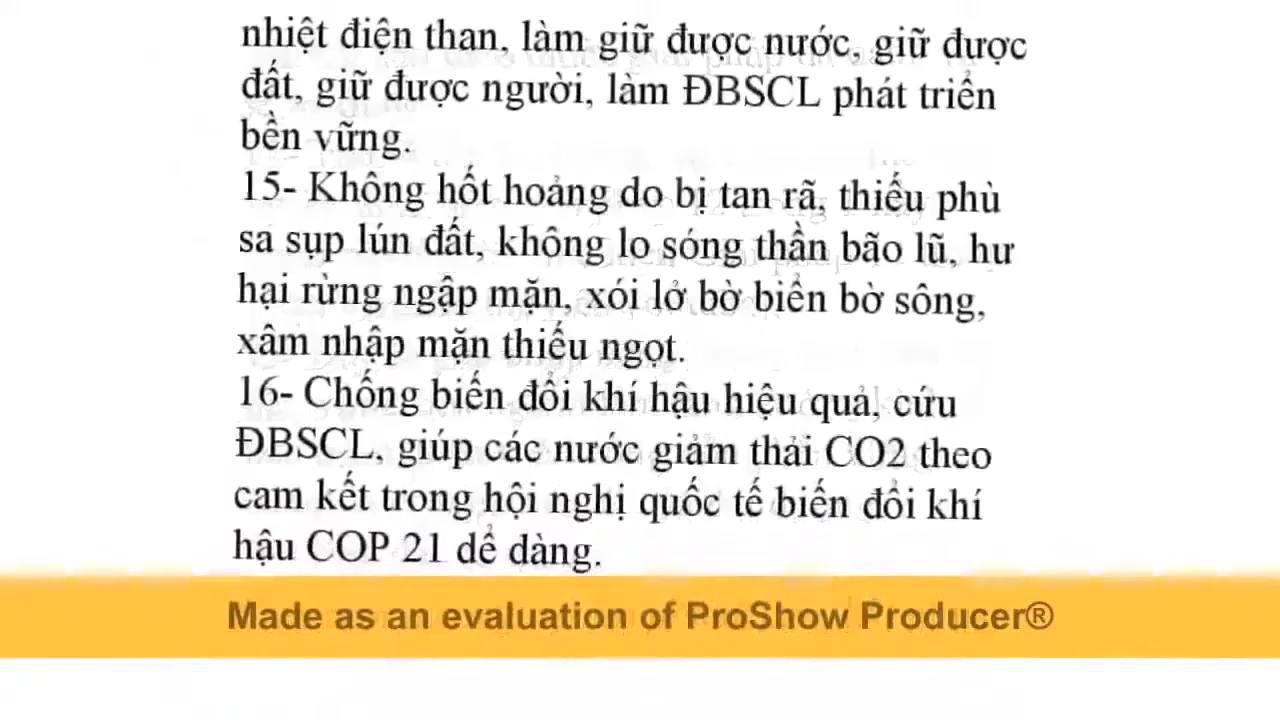 nhiệt điện than, làm giữ được nước, giữ được
đất, giữ được người, làm ĐBSCL phát triển
bền vững.
15- Không hốt hoảng do bị tan rã, thiếu phù
sa sụp lún đất, không lo sóng thần bão lũ, hư
hại rừng ngập mặn, xói lở bờ biển bờ sông,
xâm nhập mặn thiếu ngọt.
16- Chống biến đổi khí hậu hiệu quả, cứu
ĐBSCL, giúp các nước giảm thải CO2 theo
cam kết trong hội nghị quốc tế biến đổi khí
hậu COP 21 dể dàng.
Made as an evaluation of ProShow Producer®